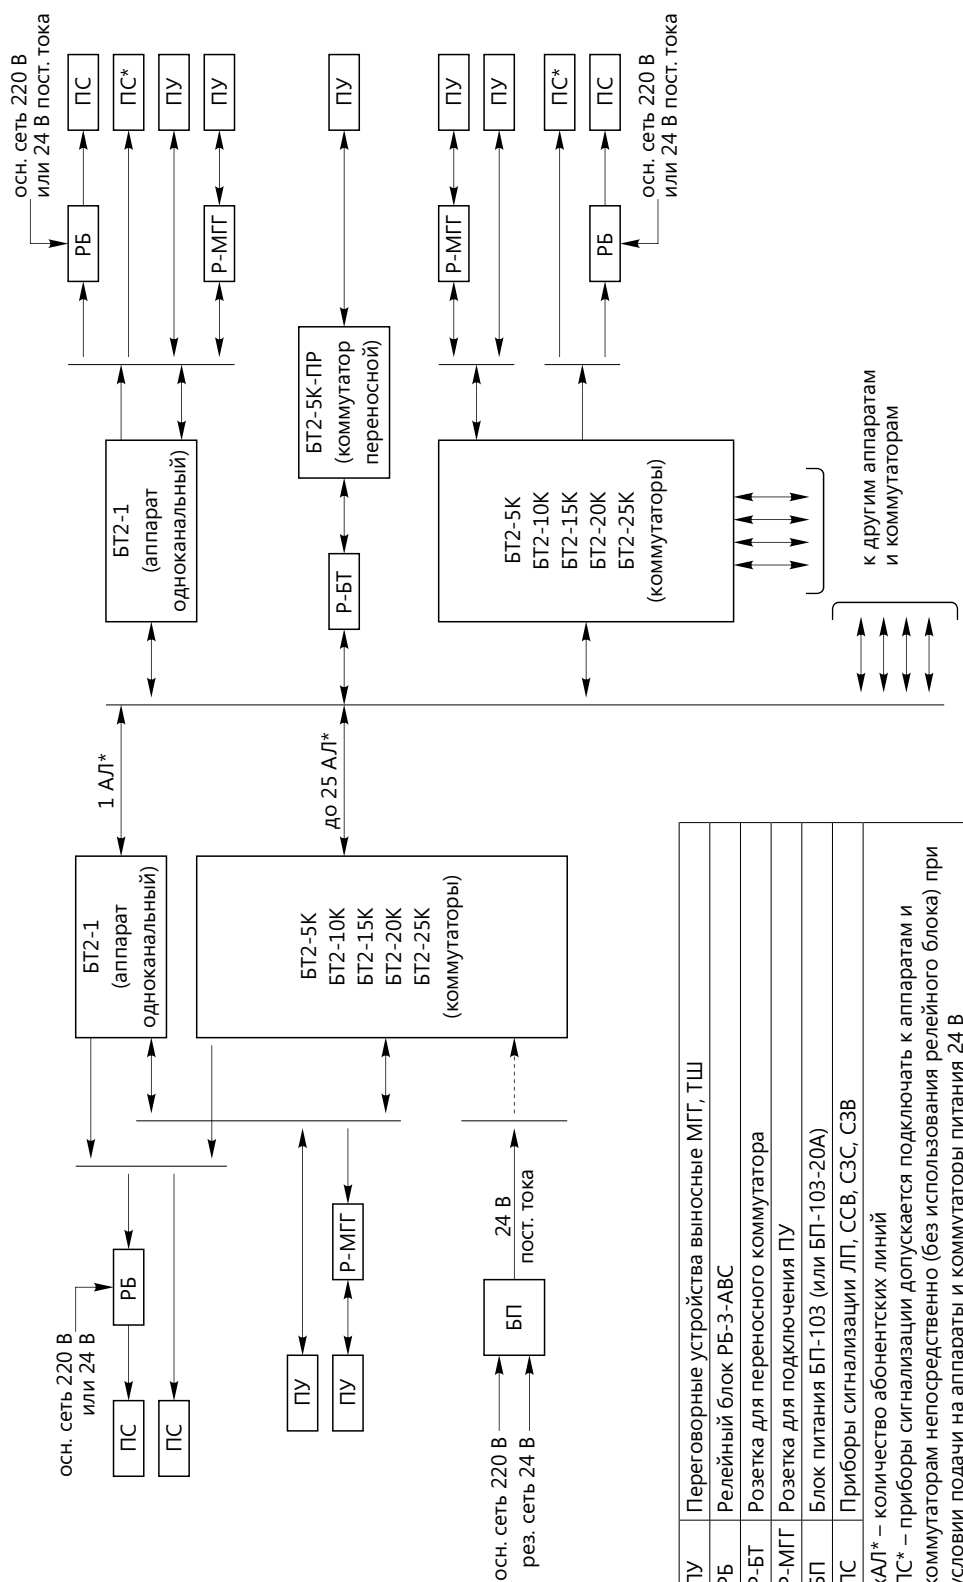 осн. сеть 220 В
или 24 В
РБ
ПС
ПС
ПУ
ПУ
Р-МГГ
осн. сеть 220 В
рез. сеть 24 В
БП
24 В
пост. тока
БТ2-1
(аппарат
одноканальный)
БТ2-5К
БТ2-10К
БТ2-15К
БТ2-20К
БТ2-25К
(коммутаторы)
1 АЛ*
до 25 АЛ*
БТ2-1
(аппарат
одноканальный)
осн. сеть 220 В
или 24 В пост. тока
РБ
ПС
ПС*
ПУ
Р-МГГ
ПУ
Р-БТ
БТ2-5К-ПР
(коммутатор
переносной)
ПУ
БТ2-5К
БТ2-10К
БТ2-15К
БТ2-20К
БТ2-25К
(коммутаторы)
Р-МГГ
ПУ
ПУ
ПС*
РБ
ПС
осн. сеть 220 В
или 24 В пост. тока
к другим аппаратам
и коммутаторам
ПУ Переговорные устройства выносные МГГ, ТШ
РБ Релейный блок РБ-3-АВС
Р-БТ Розетка для переносного коммутатора
Р-МГГ Розетка для подключения ПУ
БП Блок питания БП-103 (или БП-103-20А)
ПС Приборы сигнализации ЛП, ССВ, СЗС, СЗВ
АЛ* – количество абонентских линий
ПС* – приборы сигнализации допускается подключать к аппаратам и
коммутаторам непосредственно (без использования релейного блока) при
условии подачи на аппараты и коммутаторы питания 24 В